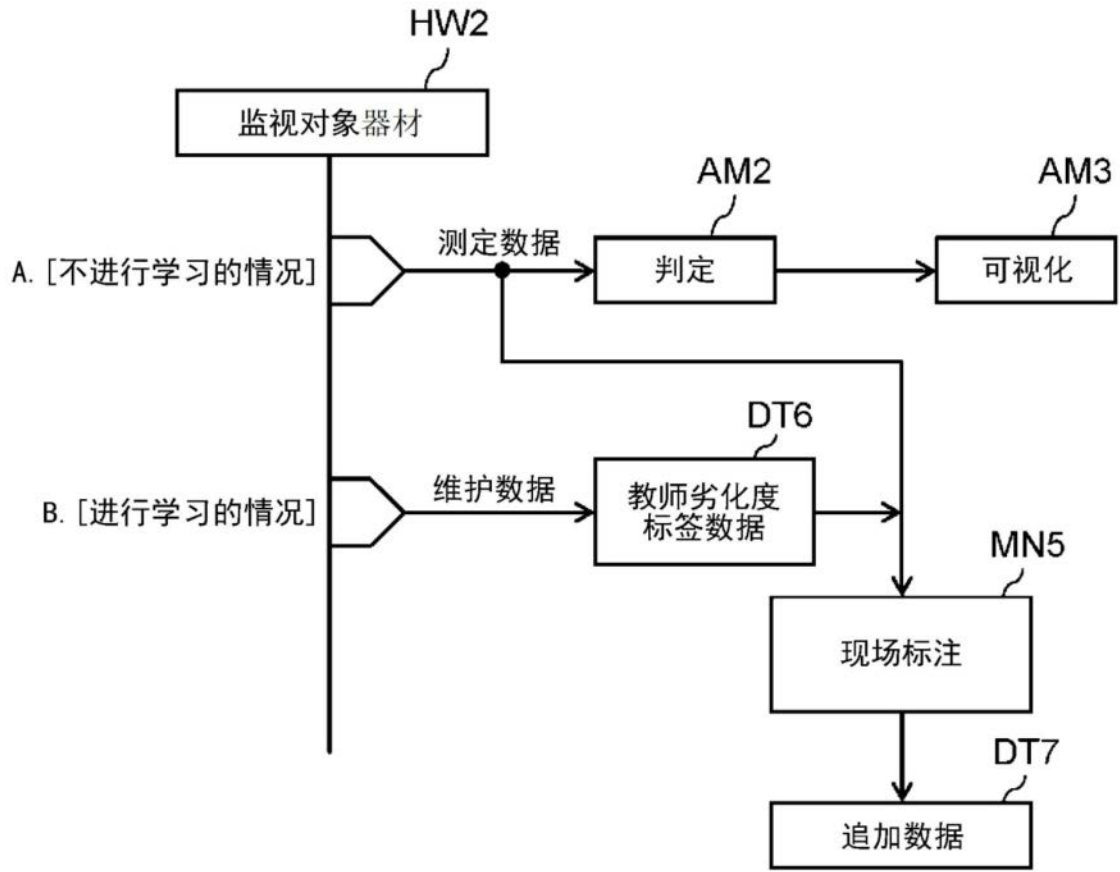 HW2
监视对象器材
AM2
AM3
A. [不进行学习的情况]
测定数据
判定
可视化
DT6
B. [进行学习的情况]
维护数据
教师劣化度
标签数据
MN5
现场标注
DT7
追加数据